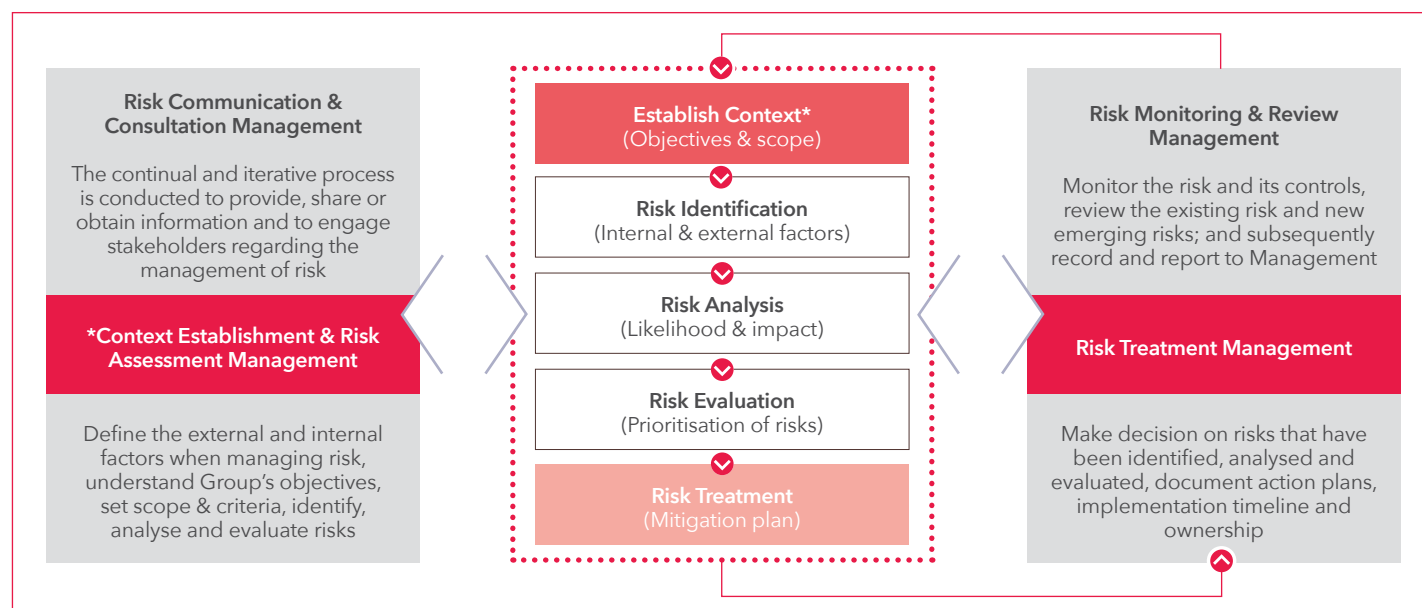 Risk Communication &
Consultation Management
The continual and iterative process
is conducted to provide, share or
obtain information and to engage
stakeholders regarding the
management of risk
*Context Establishment & Risk
Assessment Management
Define the external and internal
factors when managing risk,
understand Group's objectives,
set scope & criteria, identify,
analyse and evaluate risks
Establish Context*
(Objectives & scope)
Risk Identification
(Internal & external factors)
Risk Analysis
(Likelihood & impact)
Risk Evaluation
(Prioritisation of risks)
Risk Treatment
(Mitigation plan)
Risk Monitoring & Review
Management
Monitor the risk and its controls,
review the existing risk and new
emerging risks; and subsequently
record and report to Management
Risk Treatment Management
Make decision on risks that have
been identified, analysed and
evaluated, document action plans,
implementation timeline and
ownership